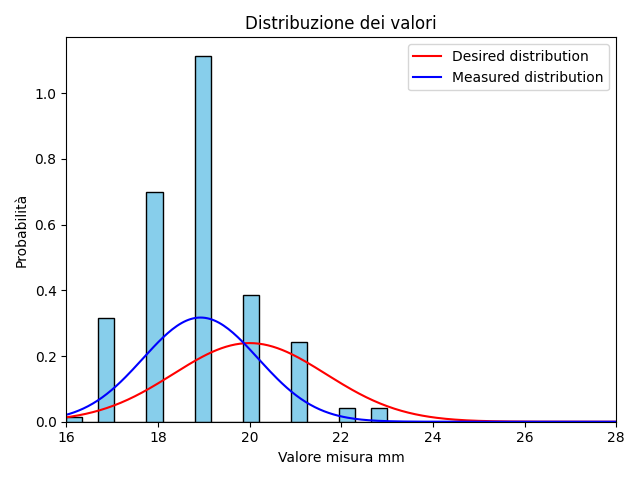 Distribuzione dei valori
Desired distribution
Measured distribution
Probabilità
1.0
0.8
0.6
0.4
0.2
0.0
16 18 20 22 24 26 28
Valore misura mm